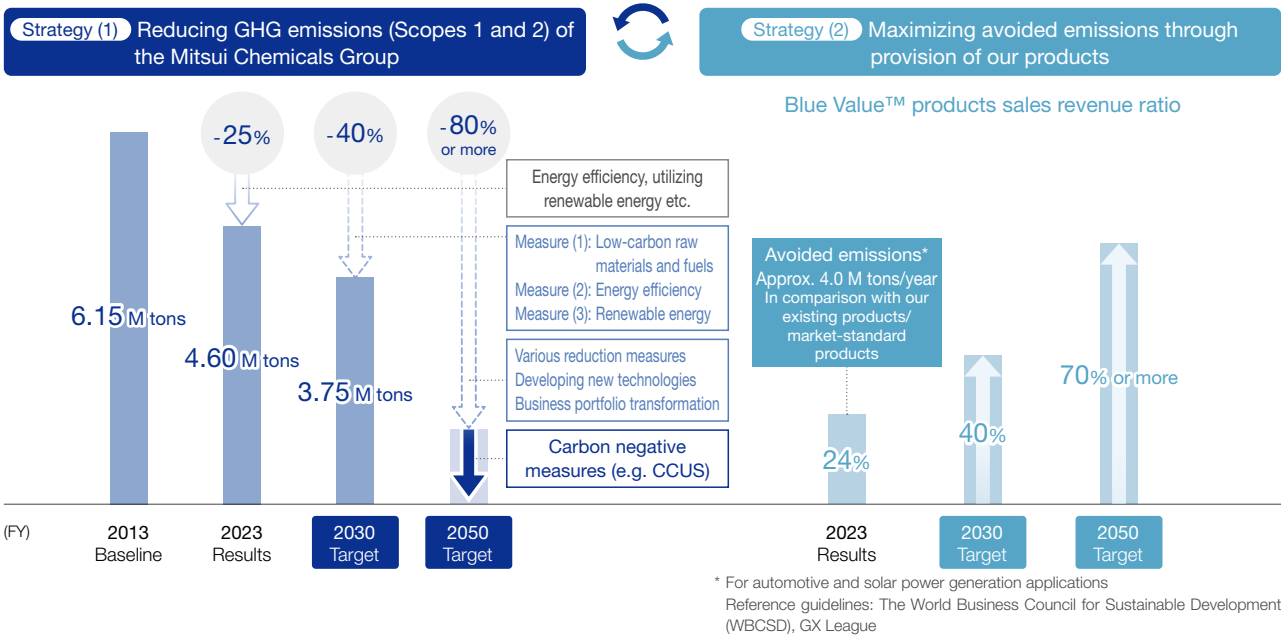 Strategy (1) Reducing GHG emissions (Scopes 1 and 2) of
the Mitsui Chemicals Group
-25%
-40%
-80%
or more
Energy efficiency, utilizing
renewable energy etc.
Measure (1): Low-carbon raw
materials and fuels
Measure (2): Energy efficiency
Measure (3): Renewable energy
Various reduction measures
Developing new technologies
Business portfolio transformation
Carbon negative
measures (e.g. CCUS)
6.15 M tons
4.60 M tons
3.75 M tons
(FY)
2013
Baseline
2023
Results
2030
Target
2050
Target
Strategy (2) Maximizing avoided emissions through
provision of our products
Blue Value™ products sales revenue ratio
Avoided emissions*
Approx. 4.0 M tons/year
In comparison with our
existing products/
market-standard
products
24%
40%
70% or more
2023
Results
2030
Target
2050
Target
* For automotive and solar power generation applications
Reference guidelines: The World Business Council for Sustainable Development
(WBCSD), GX League